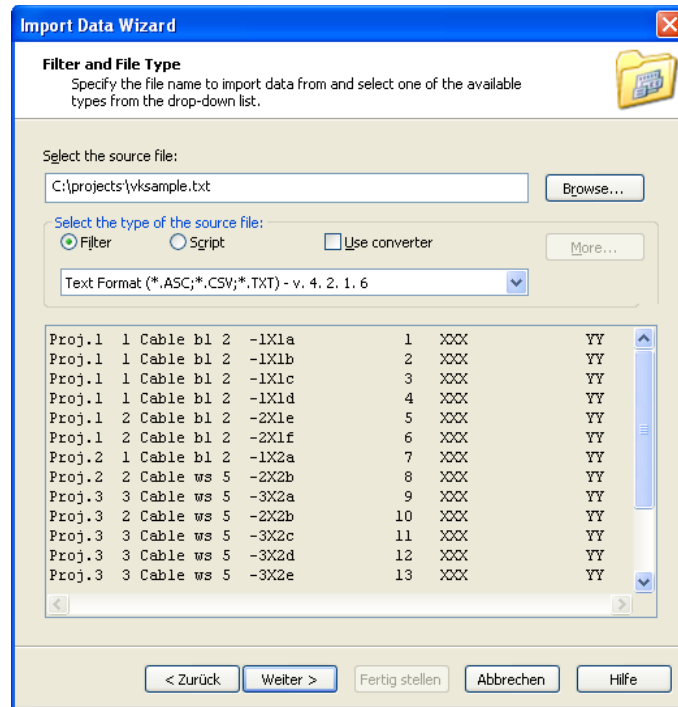 Import Data Wizard
Filter and File Type
Specify the file name to import data from and select one of the available
types from the drop-down list.
Select the source file:
C:\projects\vksample.txt
Browse...
Select the type of the source file:
Filter Script Use converter More...
Text Format (*.ASC;*.CSV;*.TXT) - v. 4. 2. 1. 6
Proj.1 1 Cable bl 2 -1X1a 1 XXX YY
Proj.1 1 Cable bl 2 -1X1b 2 XXX YY
Proj.1 1 Cable bl 2 -1X1c 3 XXX YY
Proj.1 1 Cable bl 2 -1X1d 4 XXX YY
Proj.1 2 Cable bl 2 -2X1e 5 XXX YY
Proj.1 2 Cable bl 2 -2X1f 6 XXX YY
Proj.2 1 Cable bl 2 -1X2a 7 XXX YY
Proj.2 2 Cable ws 5 -2X2b 8 XXX YY
Proj.3 3 Cable ws 5 -3X2a 9 XXX YY
Proj.3 2 Cable ws 5 -2X2b 10 XXX YY
Proj.3 3 Cable ws 5 -3X2c 11 XXX YY
Proj.3 3 Cable ws 5 -3X2d 12 XXX YY
Proj.3 3 Cable ws 5 -3X2e 13 XXX YY
< Zurück Weiter > Fertig stellen Abbrechen Hilfe